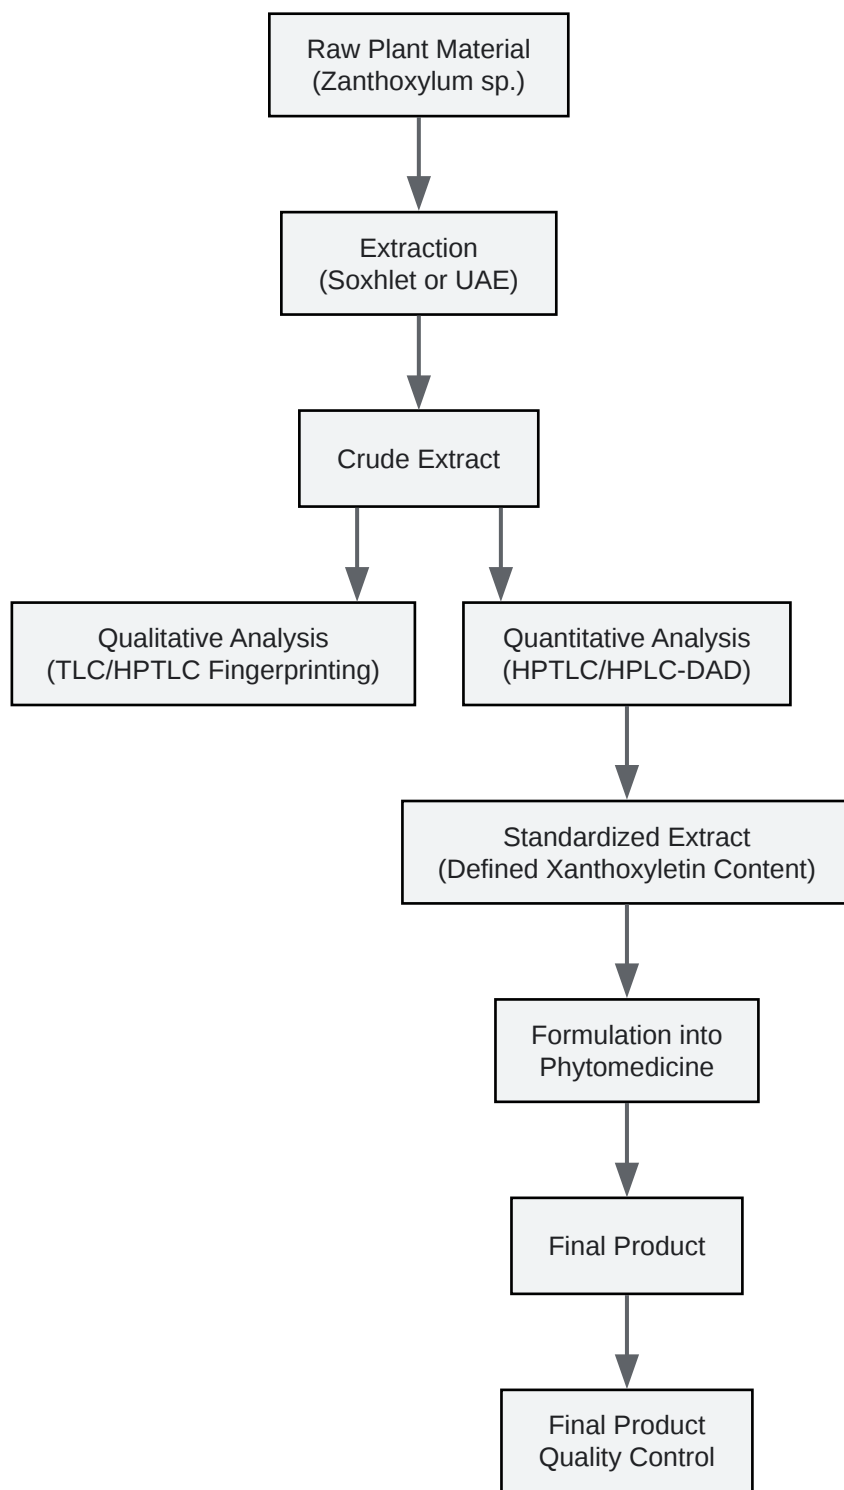 Raw Plant Material
(Zanthoxylum sp.)
Extraction
(Soxhlet or UAE)
Crude Extract
Qualitative Analysis
(TLC/HPTLC Fingerprinting)
Quantitative Analysis
(HPTLC/HPLC-DAD)
Standardized Extract
(Defined Xanthoxyletin Content)
Formulation into
Phytomedicine
Final Product
Final Product
Quality Control